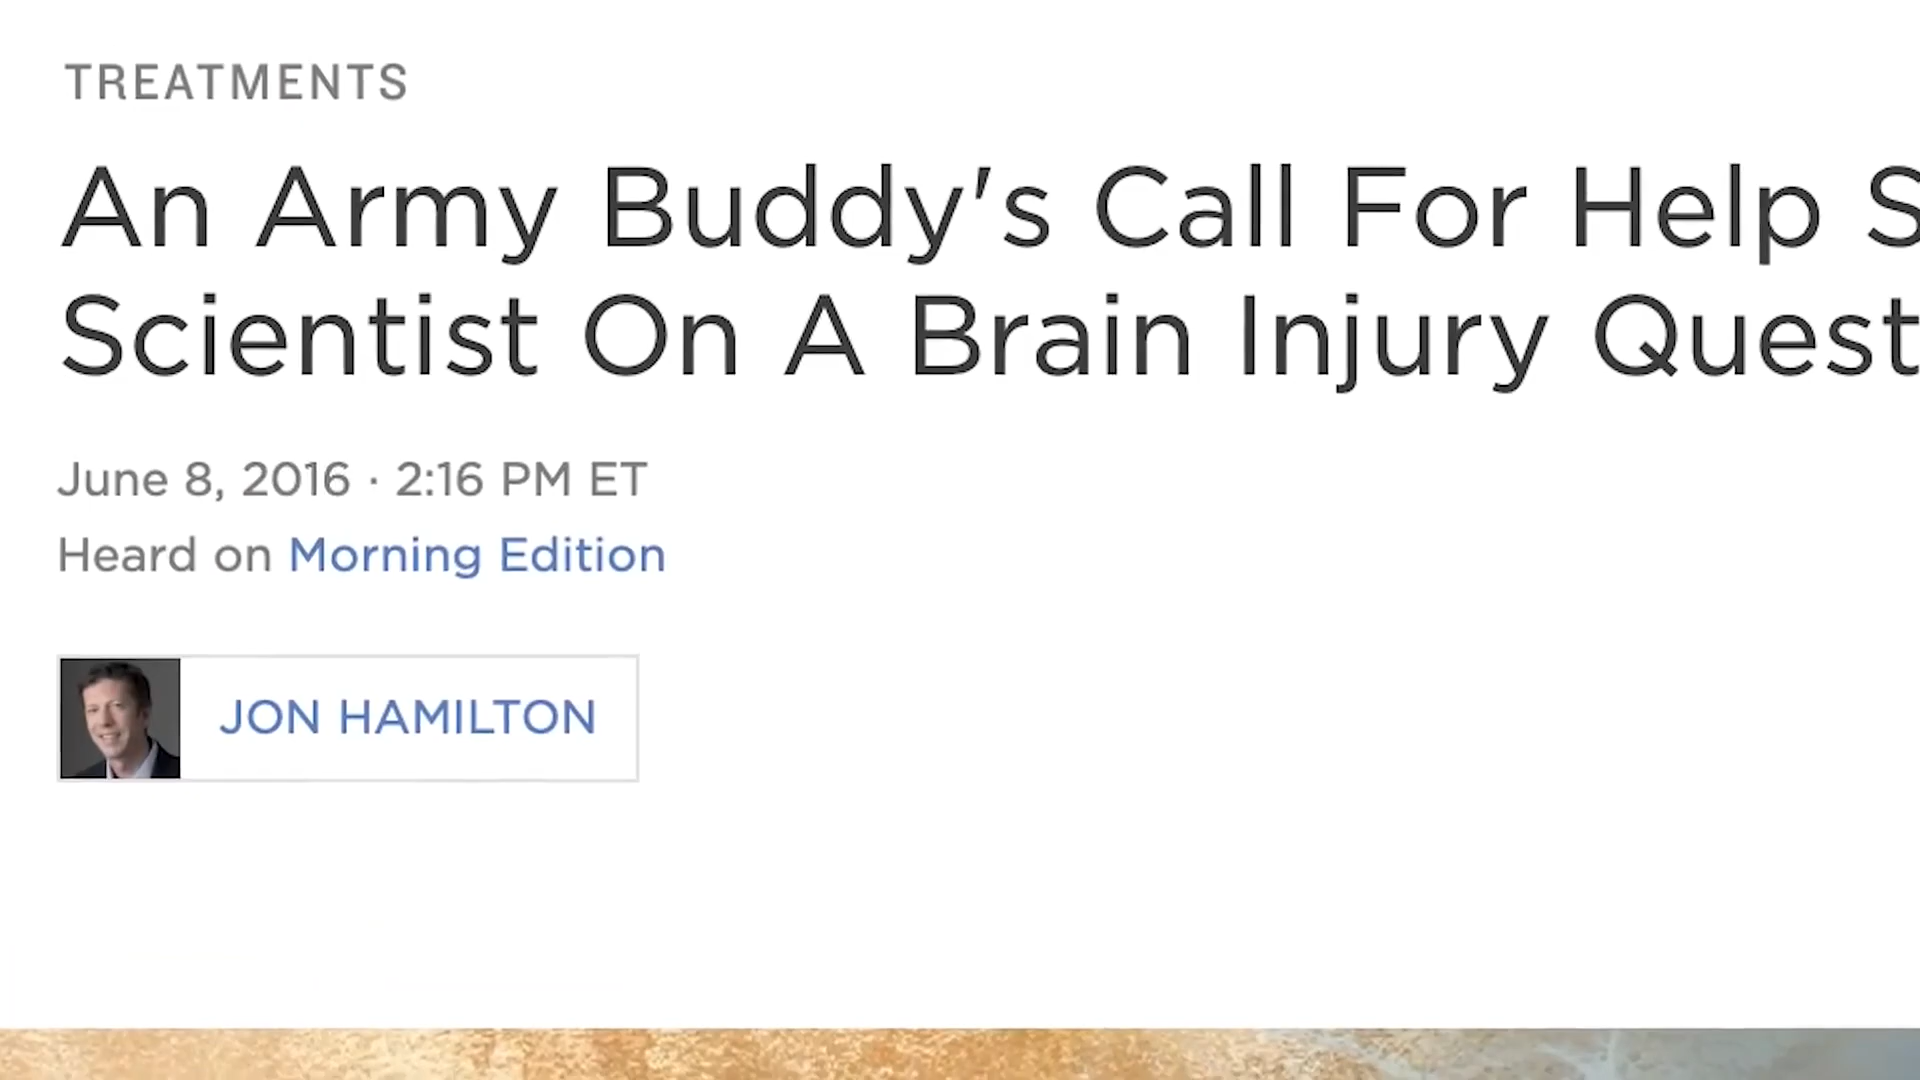 TREATMENTS
An Army Buddy's Call For Help
Scientist On A Brain Injury Quest
June 8, 2016 · 2:16 PM ET
Heard on Morning Edition
JON HAMILTON